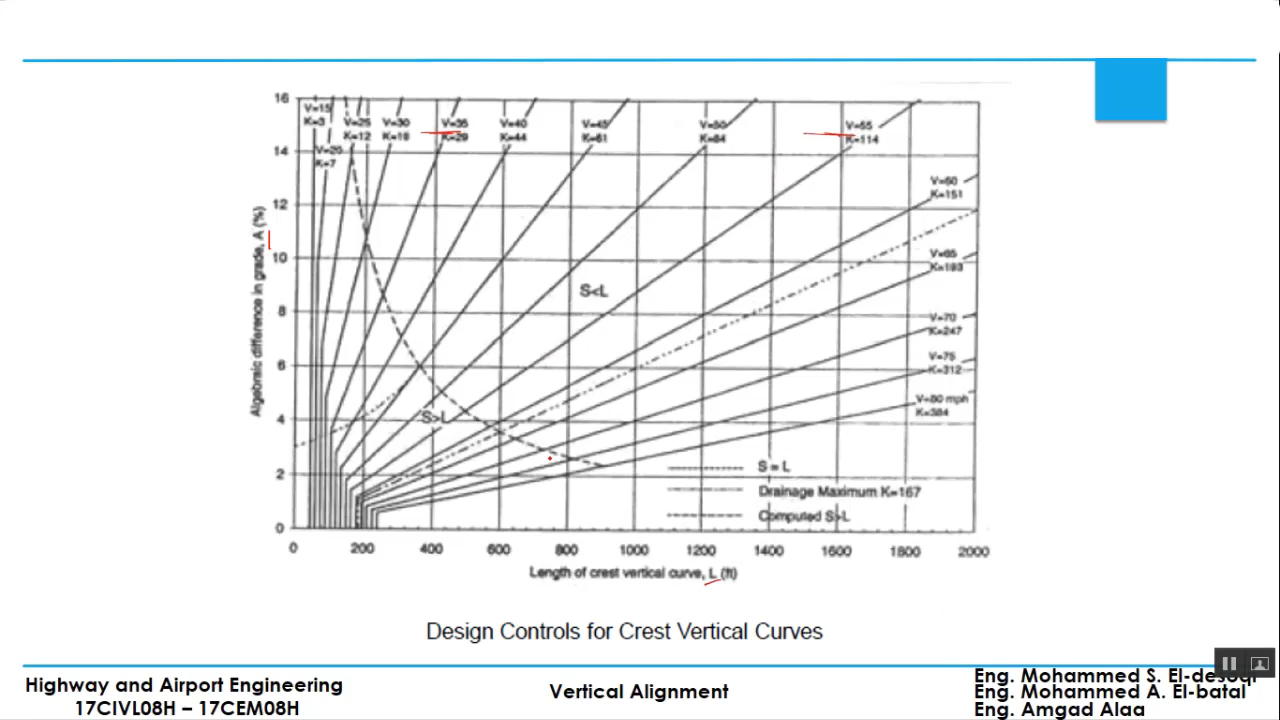 16
14
12
10
8
6
4
2
0
Algebraic difference in grade, A (%)
V=15
K=3
V=20
K=7
V=25
K=12
V=30
K=19
V=35
K=29
V=40
K=44
V=45
K=61
V=50
K=84
V=55
K=114
V=60
K=151
V=65
K=193
V=70
K=247
V=75
K=312
V=80 mph
K=384
S<L
S>L
S = L
Drainage Maximum K=167
Computed S>L
0 200 400 600 800 1000 1200 1400 1600 1800 2000
Length of crest vertical curve, L (ft)
Design Controls for Crest Vertical Curves
Highway and Airport Engineering
17CIVL08H – 17CEM08H
Vertical Alignment
Eng. Mohammed S. El-desoqi
Eng. Mohammed A. El-batal
Eng. Amgad Alaa